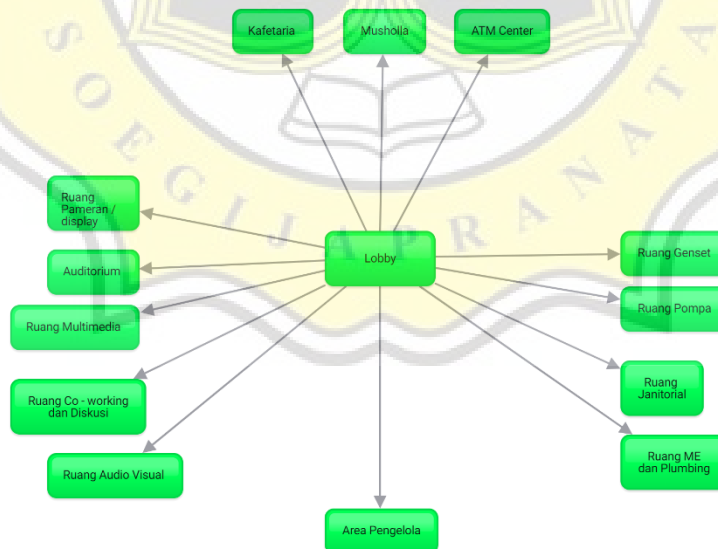 Kafetaria
Musholla
ATM Center
Ruang
Pameran /
display
Auditorium
Ruang Multimedia
Ruang Co - working
dan Diskusi
Ruang Audio Visual
Lobby
Area Pengelola
Ruang Genset
Ruang Pompa
Ruang
Janitorial
Ruang ME
dan Plumbing
SOEGIJAPRANATA